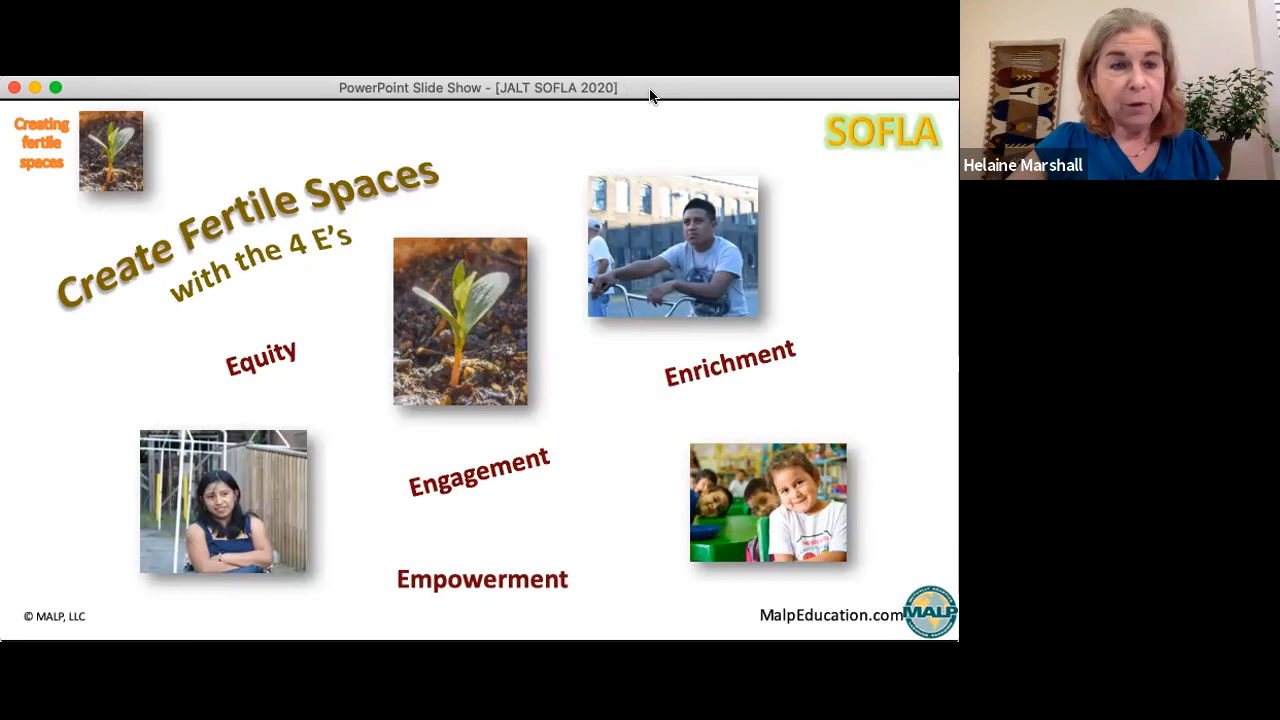 PowerPoint Slide Show - [JALT SOFLA 2020]
Creating
fertile
spaces
SOFLA
Helaine Marshall
Create Fertile Spaces
with the 4 E's
Equity
Enrichment
Engagement
Empowerment
© MALP, LLC
MalpEducation.com
MALP